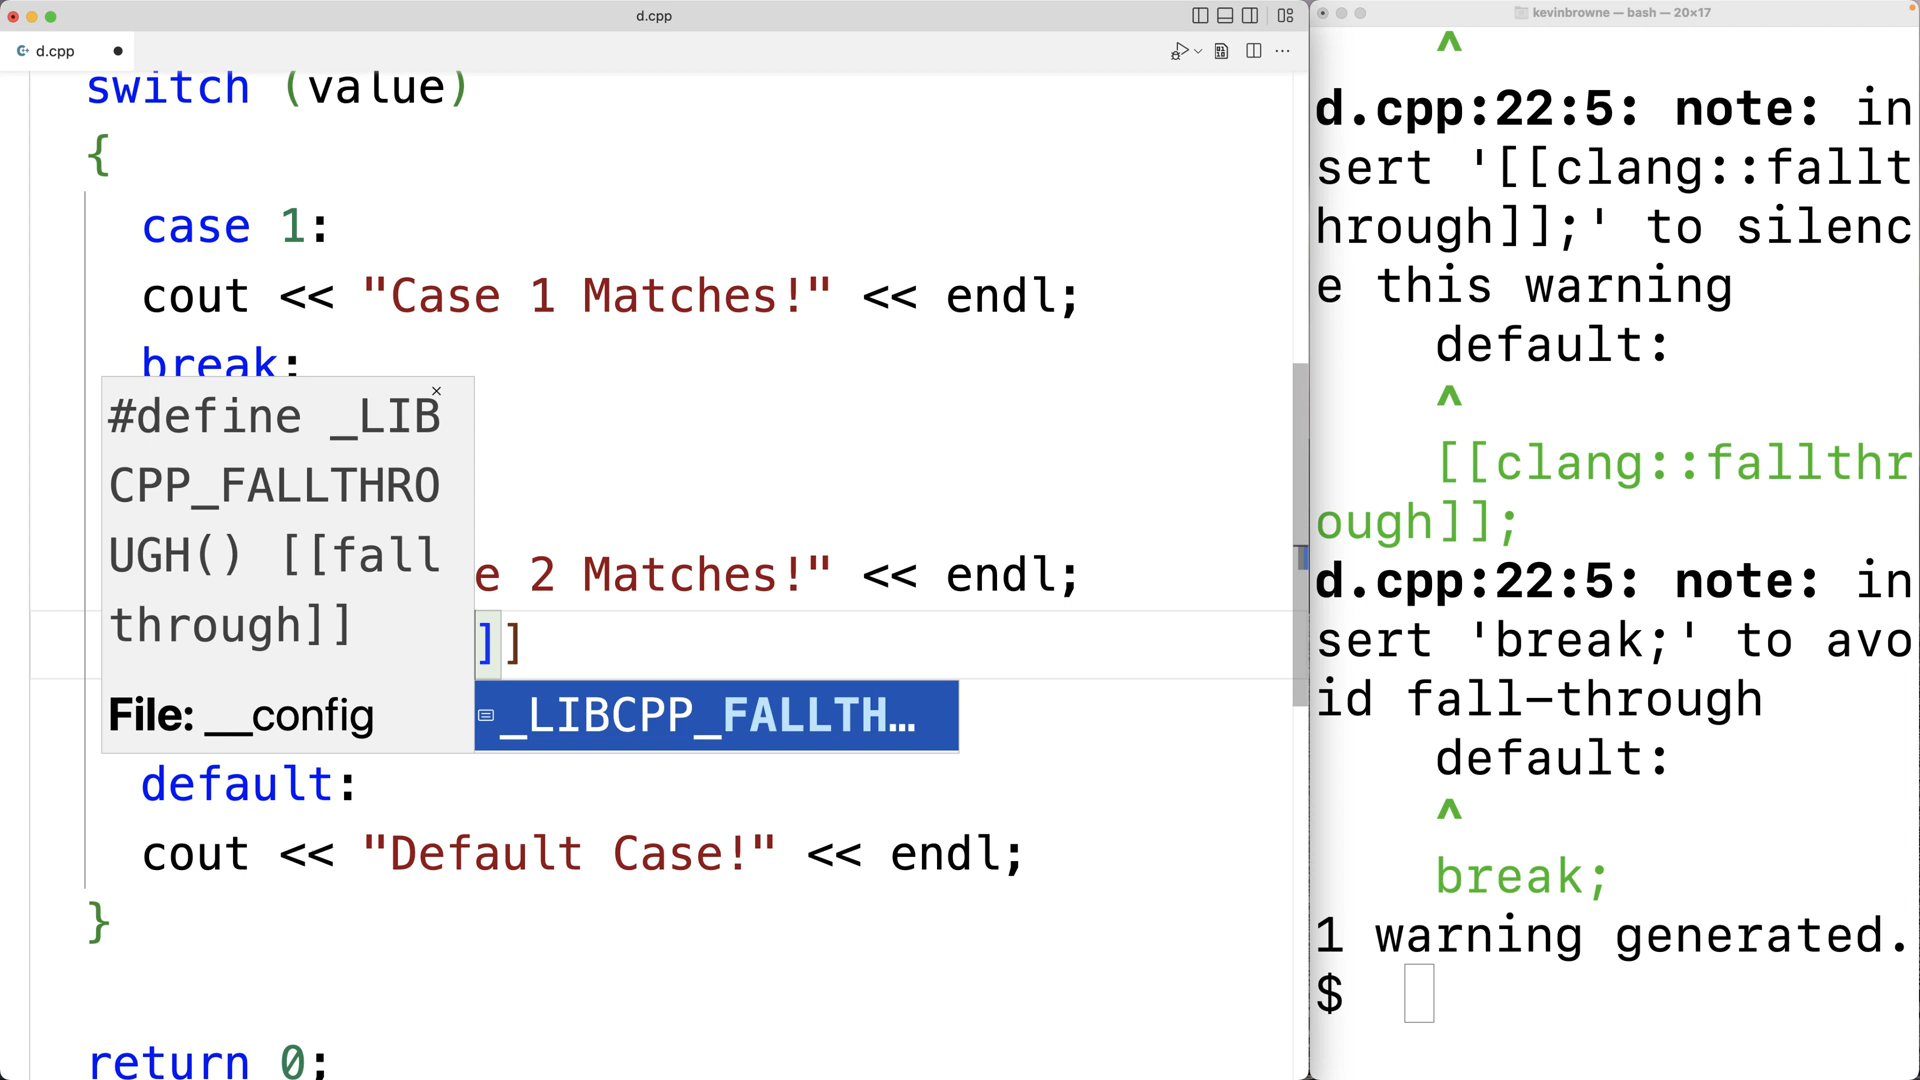 d.cpp
d.cpp
switch (value)
{
case 1:
cout << "Case 1 Matches!" << endl;
break;
#define _LIB
CPP_FALLTHRO
UGH() [[fall
through]]
File: __config
e 2 Matches!" << endl;
]]
_LIBCPP_FALLTH…
default:
cout << "Default Case!" << endl;
}
return 0;
kevinbrowne — bash — 20×17
^
d.cpp:22:5: note: in
sert '[[clang::fallt
hrough]];' to silenc
e this warning
default:
^
[[clang::fallthr
ough]];
d.cpp:22:5: note: in
sert 'break;' to avo
id fall-through
default:
^
break;
1 warning generated.
$